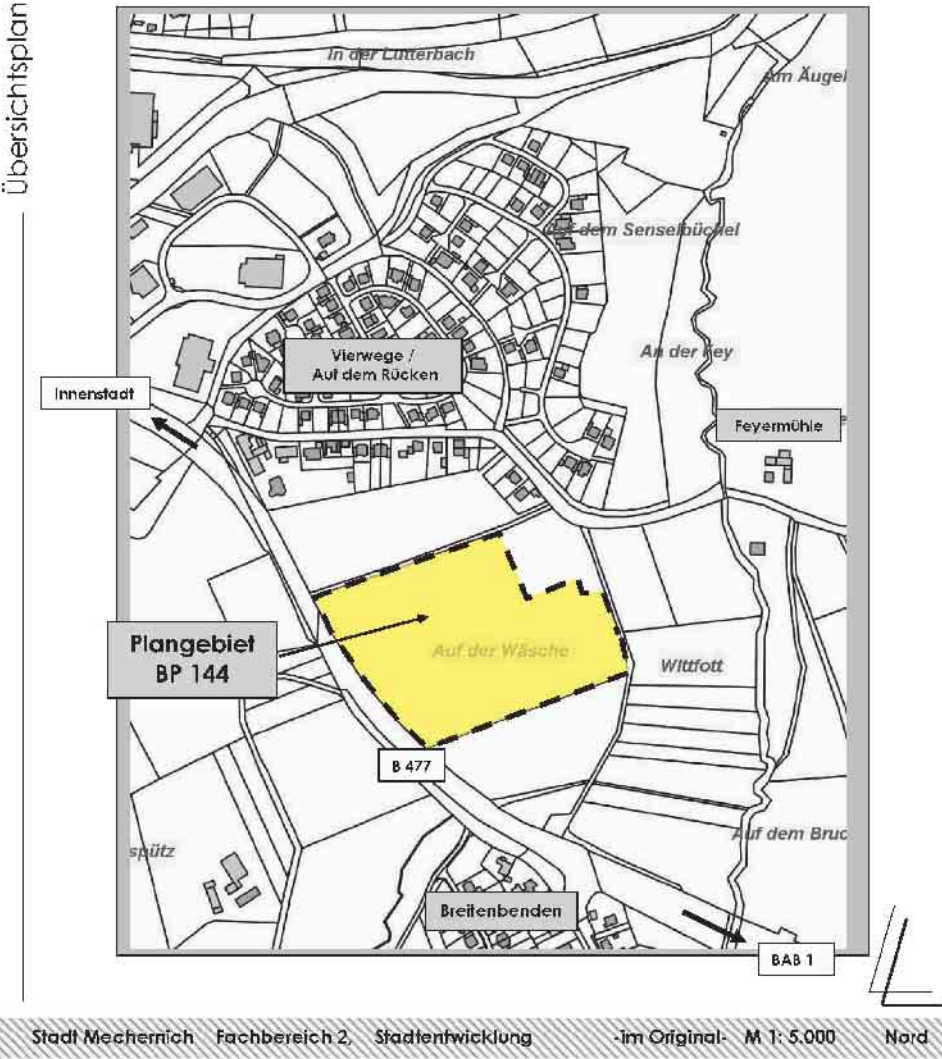 Übersichtsplan
In der Lutterbach
Am Äugel
Auf dem Senselbüchel
An der Fey
Vierwege /
Auf dem Rücken
Innenstadt
Feyermühle
Plangebiet
BP 144
Auf der Wäsche
Wittfott
B 477
spütz
Auf dem Bruc
Breitenbenden
BAB 1
Stadt Mechernich Fachbereich 2, Stadtentwicklung -im Original- M 1: 5.000 Nord